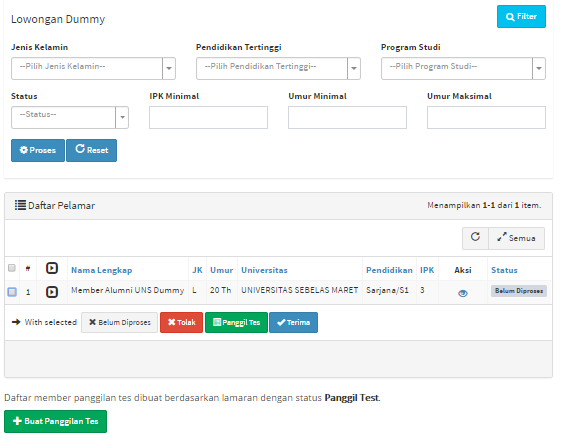 Lowongan Dummy
Filter
Jenis Kelamin Pendidikan Tertinggi Program Studi
--Pilih Jenis Kelamin-- --Pilih Pendidikan Tertinggi-- --Pilih Program Studi--
Status IPK Minimal Umur Minimal Umur Maksimal
--Status--
Proses Reset
Daftar Pelamar Menampilkan 1-1 dari 1 item.
Semua
# Nama Lengkap JK Umur Universitas Pendidikan IPK Aksi Status
1 Member Alumni UNS Dummy L 20 Th UNIVERSITAS SEBELAS MARET Sarjana/S1 3 Belum Diproses
With selected Belum Diproses Tolak Panggil Tes Terima
Daftar member panggilan tes dibuat berdasarkan lamaran dengan status Panggil Test.
Buat Panggilan Tes